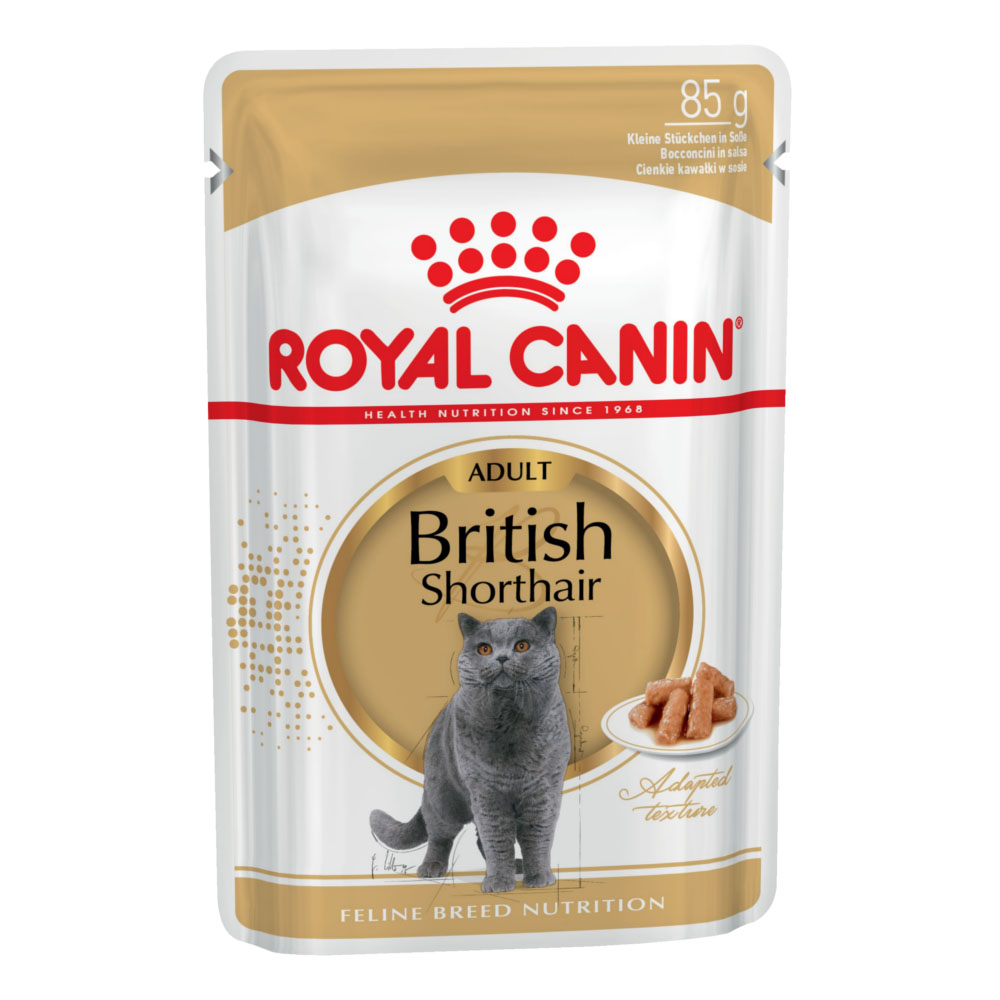 85 g
Kleine Stückchen in Soße
Bocconcini in salsa
Cienkie kawałki w sosie
ROYAL CANIN®
HEALTH NUTRITION SINCE 1968
ADULT
British
Shorthair
Adapted
texture
FELINE BREED NUTRITION